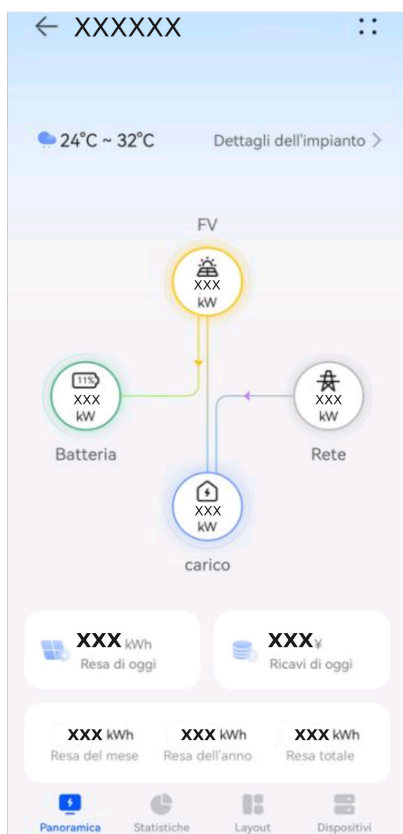 XXXXXX
24°C ~ 32°C
Dettagli dell'impianto
FV
XXX
kW
11%
XXX
kW
Batteria
XXX
kW
Rete
XXX
kW
carico
XXX kWh
Resa di oggi
XXX ¥
Ricavi di oggi
XXX kWh
Resa del mese
XXX kWh
Resa dell'anno
XXX kWh
Resa totale
Panoramica
Statistiche
Layout
Dispositivi